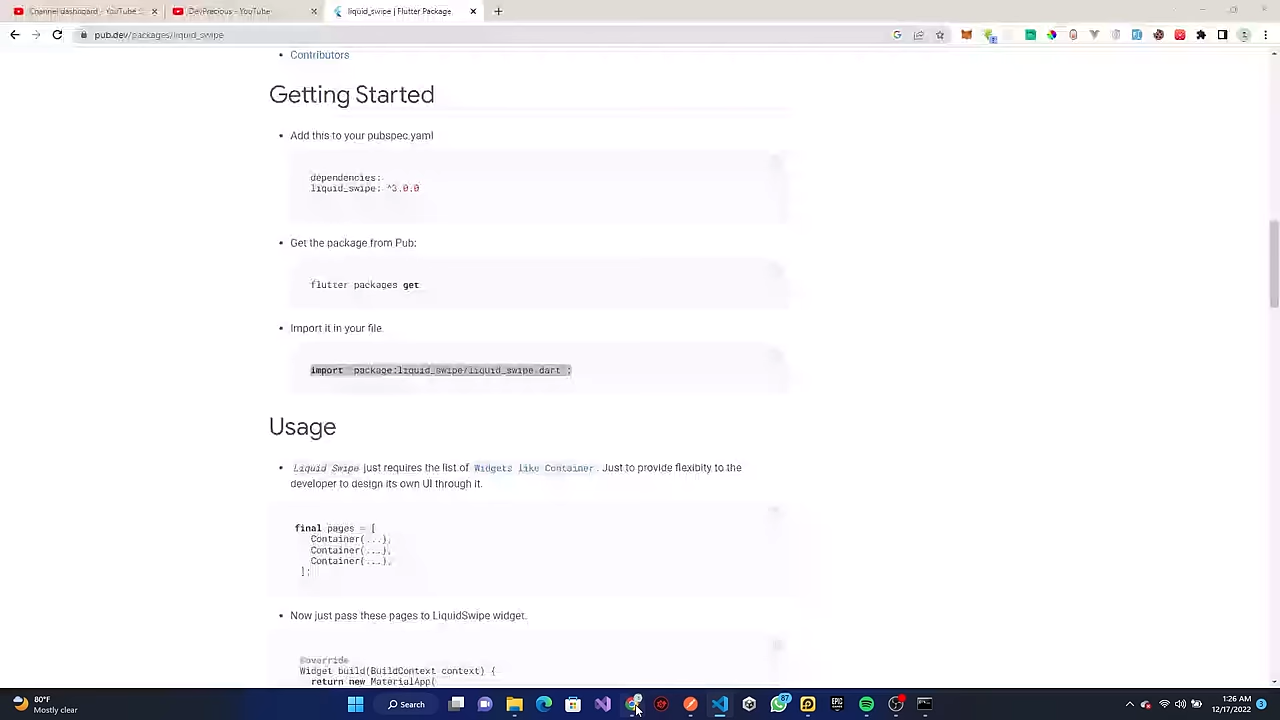 Channel dashboard - YouTube S
DevPrecious - YouTube
liquid_swipe | Flutter Package
pub.dev/packages/liquid_swipe
Contributors
Getting Started
Add this to your pubspec.yaml
dependencies:
liquid_swipe: ^3.0.0
Get the package from Pub:
flutter packages get
Import it in your file
import 'package:liquid_swipe/liquid_swipe.dart';
Usage
Liquid Swipe just requires the list of Widgets like Container. Just to provide flexibity to the
developer to design its own UI through it.
final pages = [
Container(...),
Container(...),
Container(...),
];
Now just pass these pages to LiquidSwipe widget.
@override
Widget build(BuildContext context) {
return new MaterialApp(
80°F
Mostly clear
Search
87
1:26 AM
12/17/2022
3